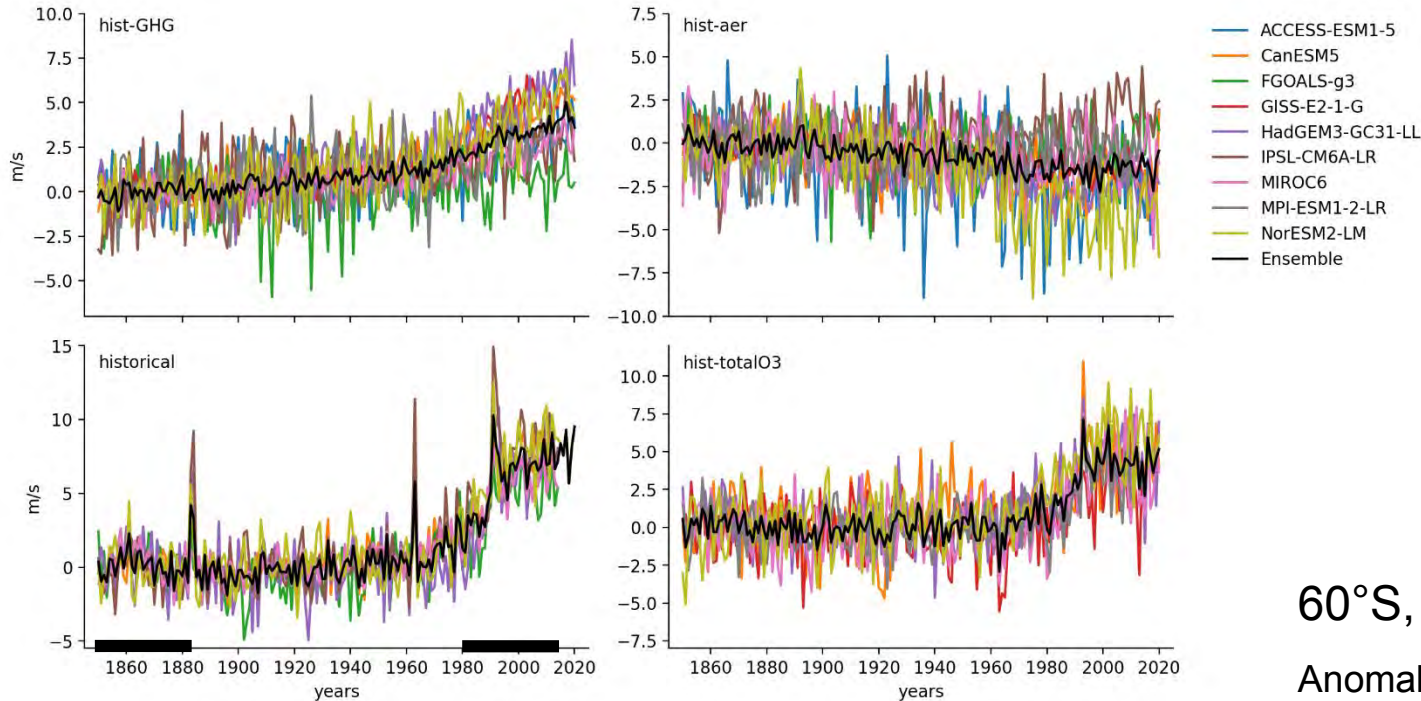 hist-GHG
10.0
7.5
5.0
2.5
0.0
−2.5
−5.0
m/s
hist-aer
7.5
5.0
2.5
0.0
−2.5
−5.0
−7.5
−10.0
ACCESS-ESM1-5
CanESM5
FGOALS-g3
GISS-E2-1-G
HadGEM3-GC31-LL
IPSL-CM6A-LR
MIROC6
MPI-ESM1-2-LR
NorESM2-LM
Ensemble
historical
15
10
5
0
−5
m/s
1860 1880 1900 1920 1940 1960 1980 2000 2020
years
hist-totalO3
10.0
7.5
5.0
2.5
0.0
−2.5
−5.0
−7.5
1860 1880 1900 1920 1940 1960 1980 2000 2020
years
60°S,
Anomal